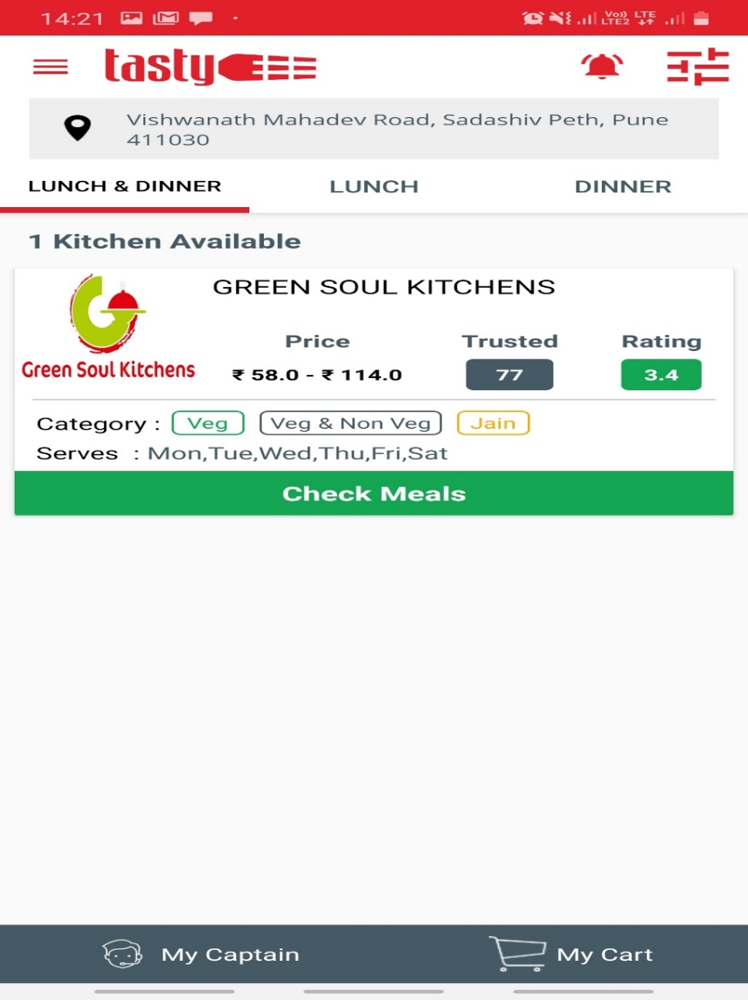 14:21 Vo)) LTE LTE2
tasty
Vishwanath Mahadev Road, Sadashiv Peth, Pune
411030
LUNCH & DINNER LUNCH DINNER
1 Kitchen Available
GREEN SOUL KITCHENS
Green Soul Kitchens
Price Trusted Rating
₹ 58.0 - ₹ 114.0 77 3.4
Category : Veg Veg & Non Veg Jain
Serves : Mon,Tue,Wed,Thu,Fri,Sat
Check Meals
My Captain My Cart